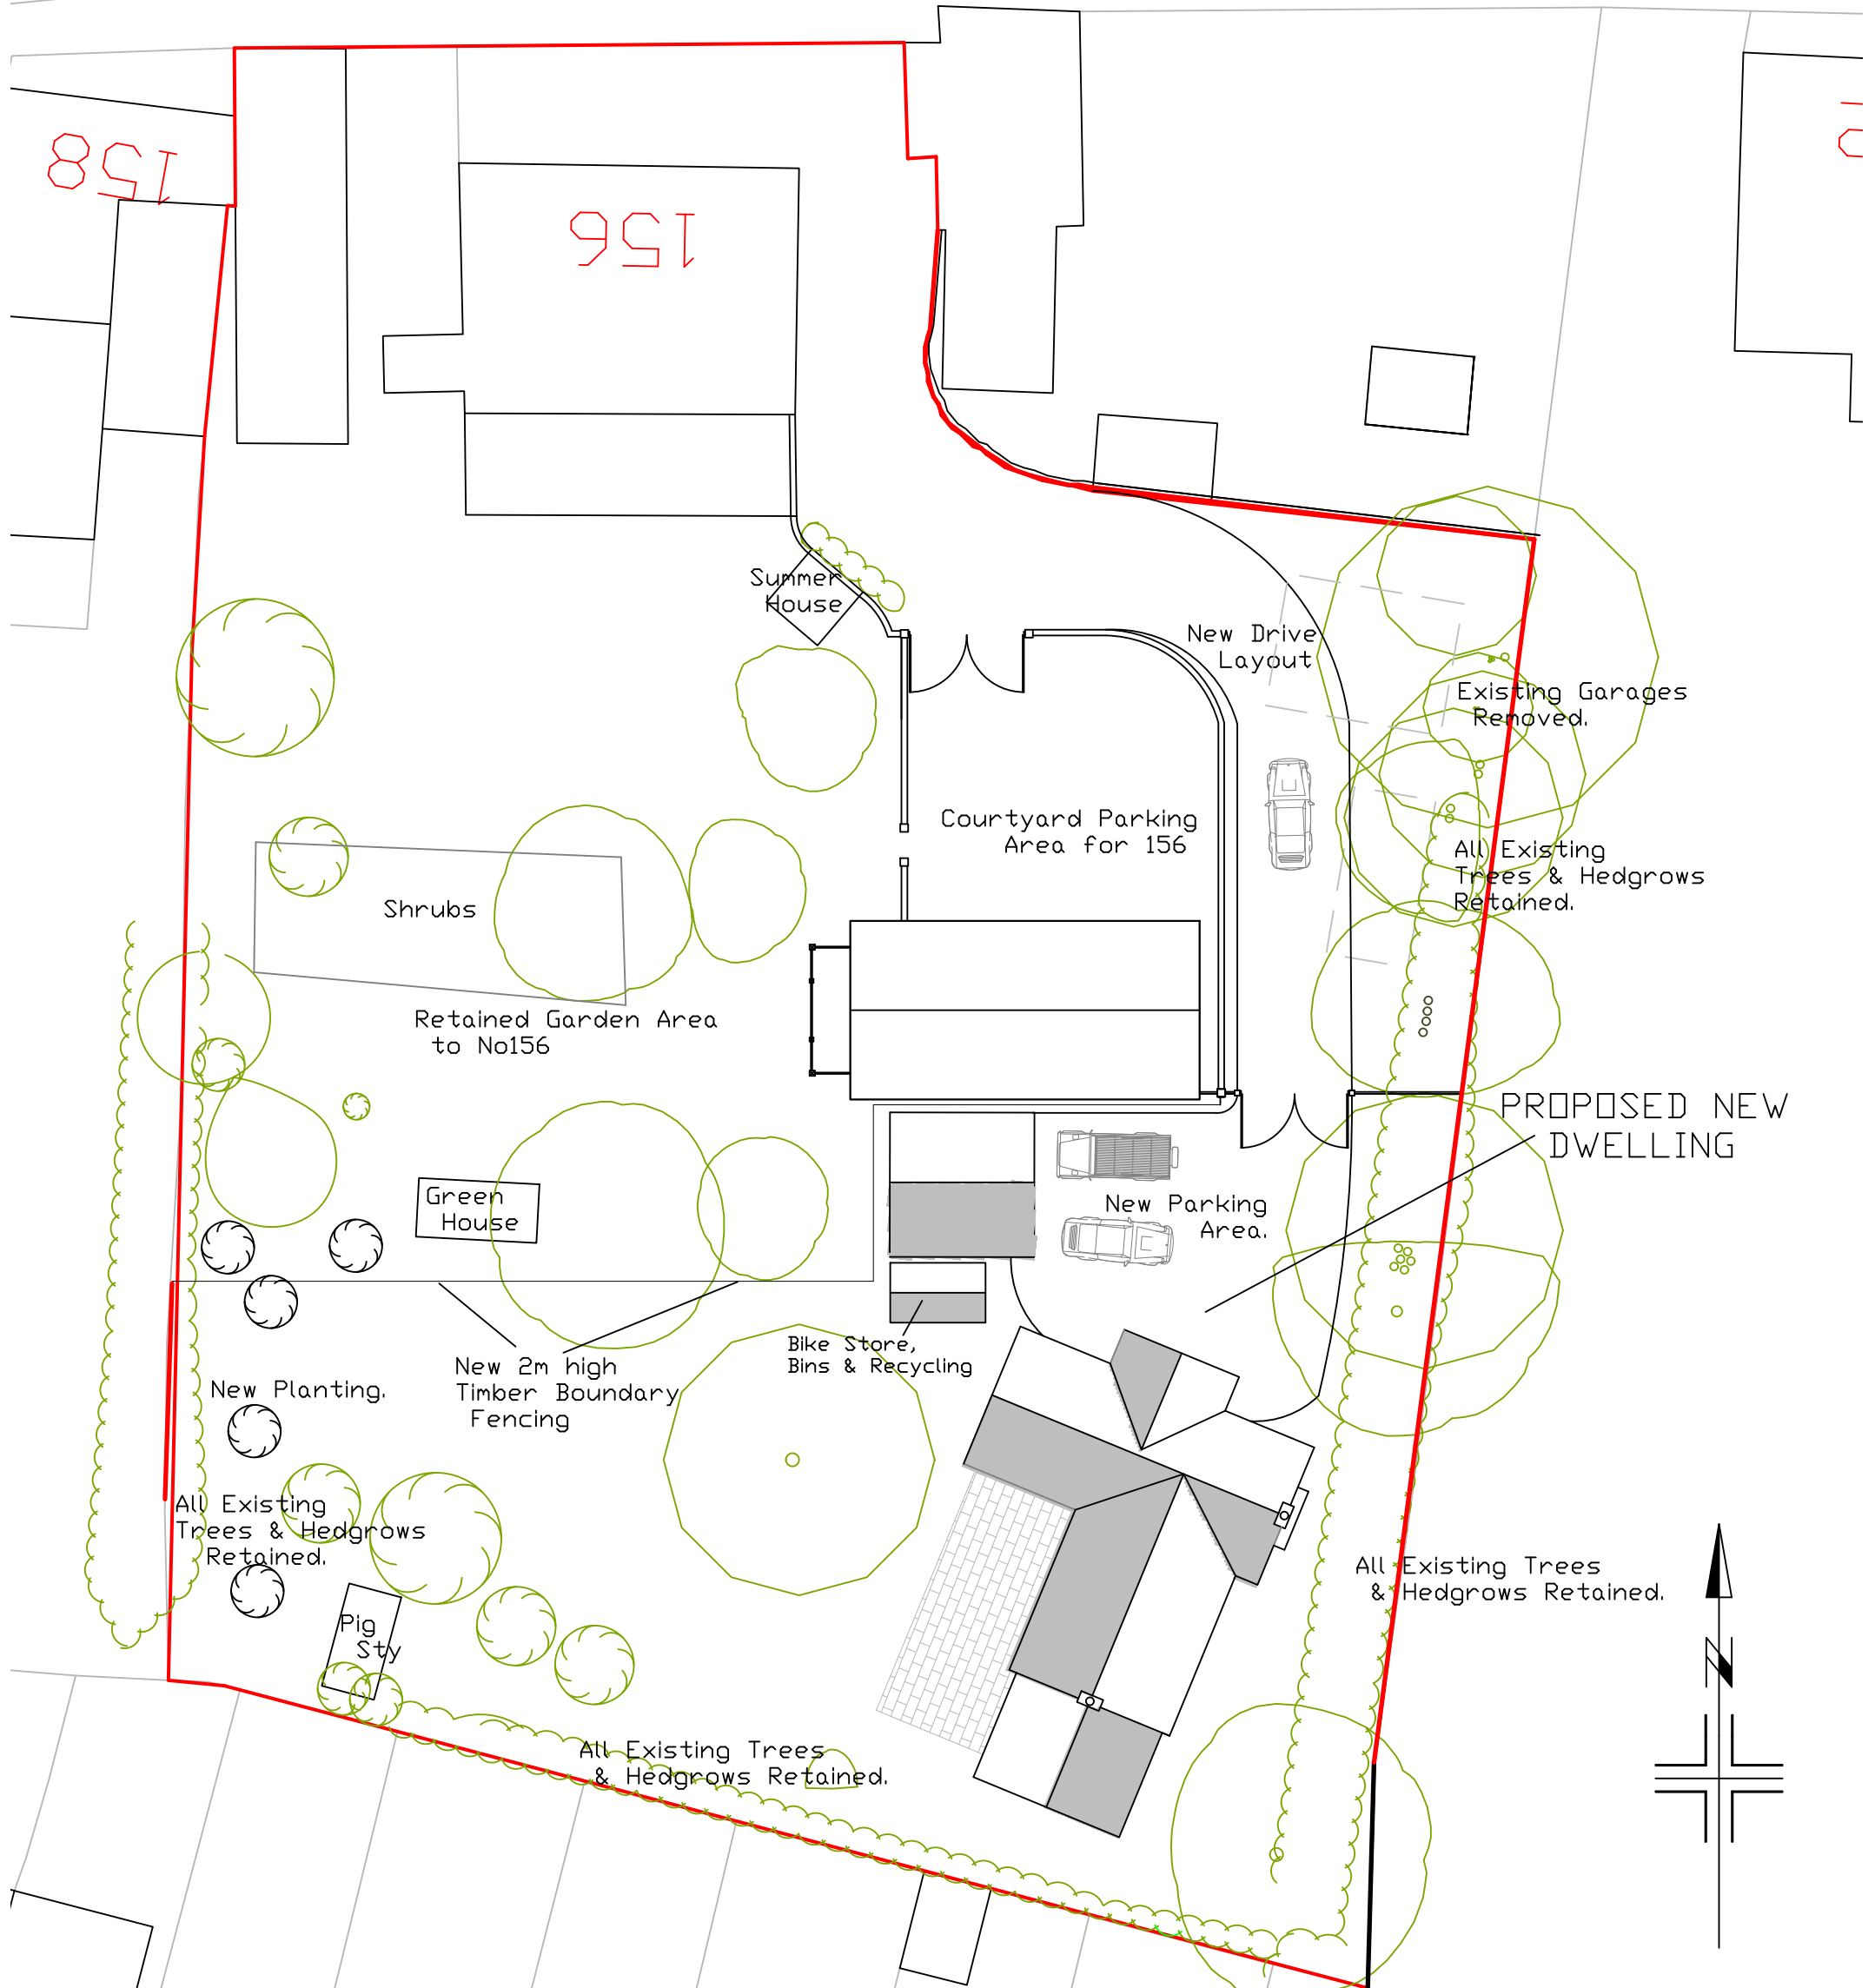 158
156
Summer
House
New Drive
Layout
Existing Garages
Removed.
Courtyard Parking
Area for 156
All Existing
Trees & Hedgrows
Retained.
Shrubs
Retained Garden Area
to No156
PROPOSED NEW
DWELLING
Green
House
New Parking
Area.
Bike Store,
Bins & Recycling
New 2m high
Timber Boundary
Fencing
New Planting.
All Existing
Trees & Hedgrows
Retained.
All Existing Trees
& Hedgrows Retained.
Pig
Sty
N
All Existing Trees
& Hedgrows Retained.